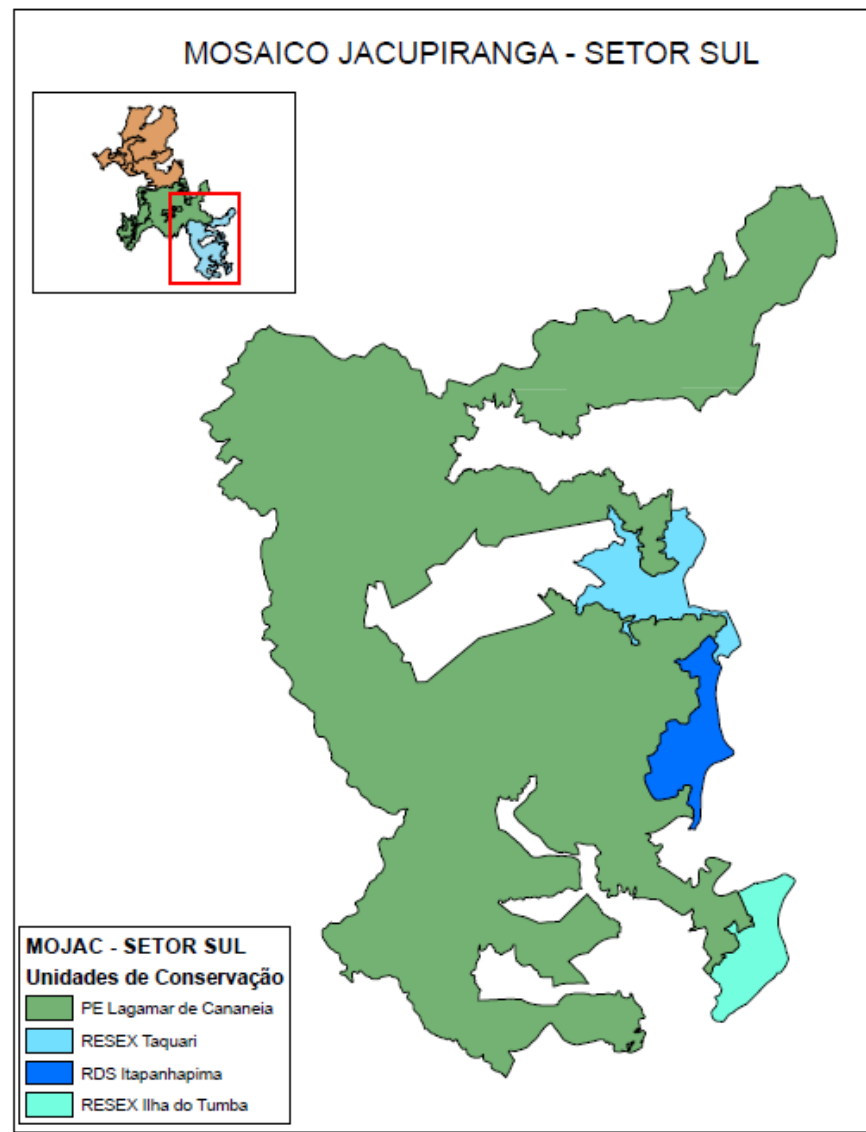 MOSAICO JACUPIRANGA - SETOR SUL
MOJAC - SETOR SUL
Unidades de Conservação
PE Lagamar de Cananeia
RESEX Taquari
RDS Itapanhapima
RESEX Ilha do Tumba